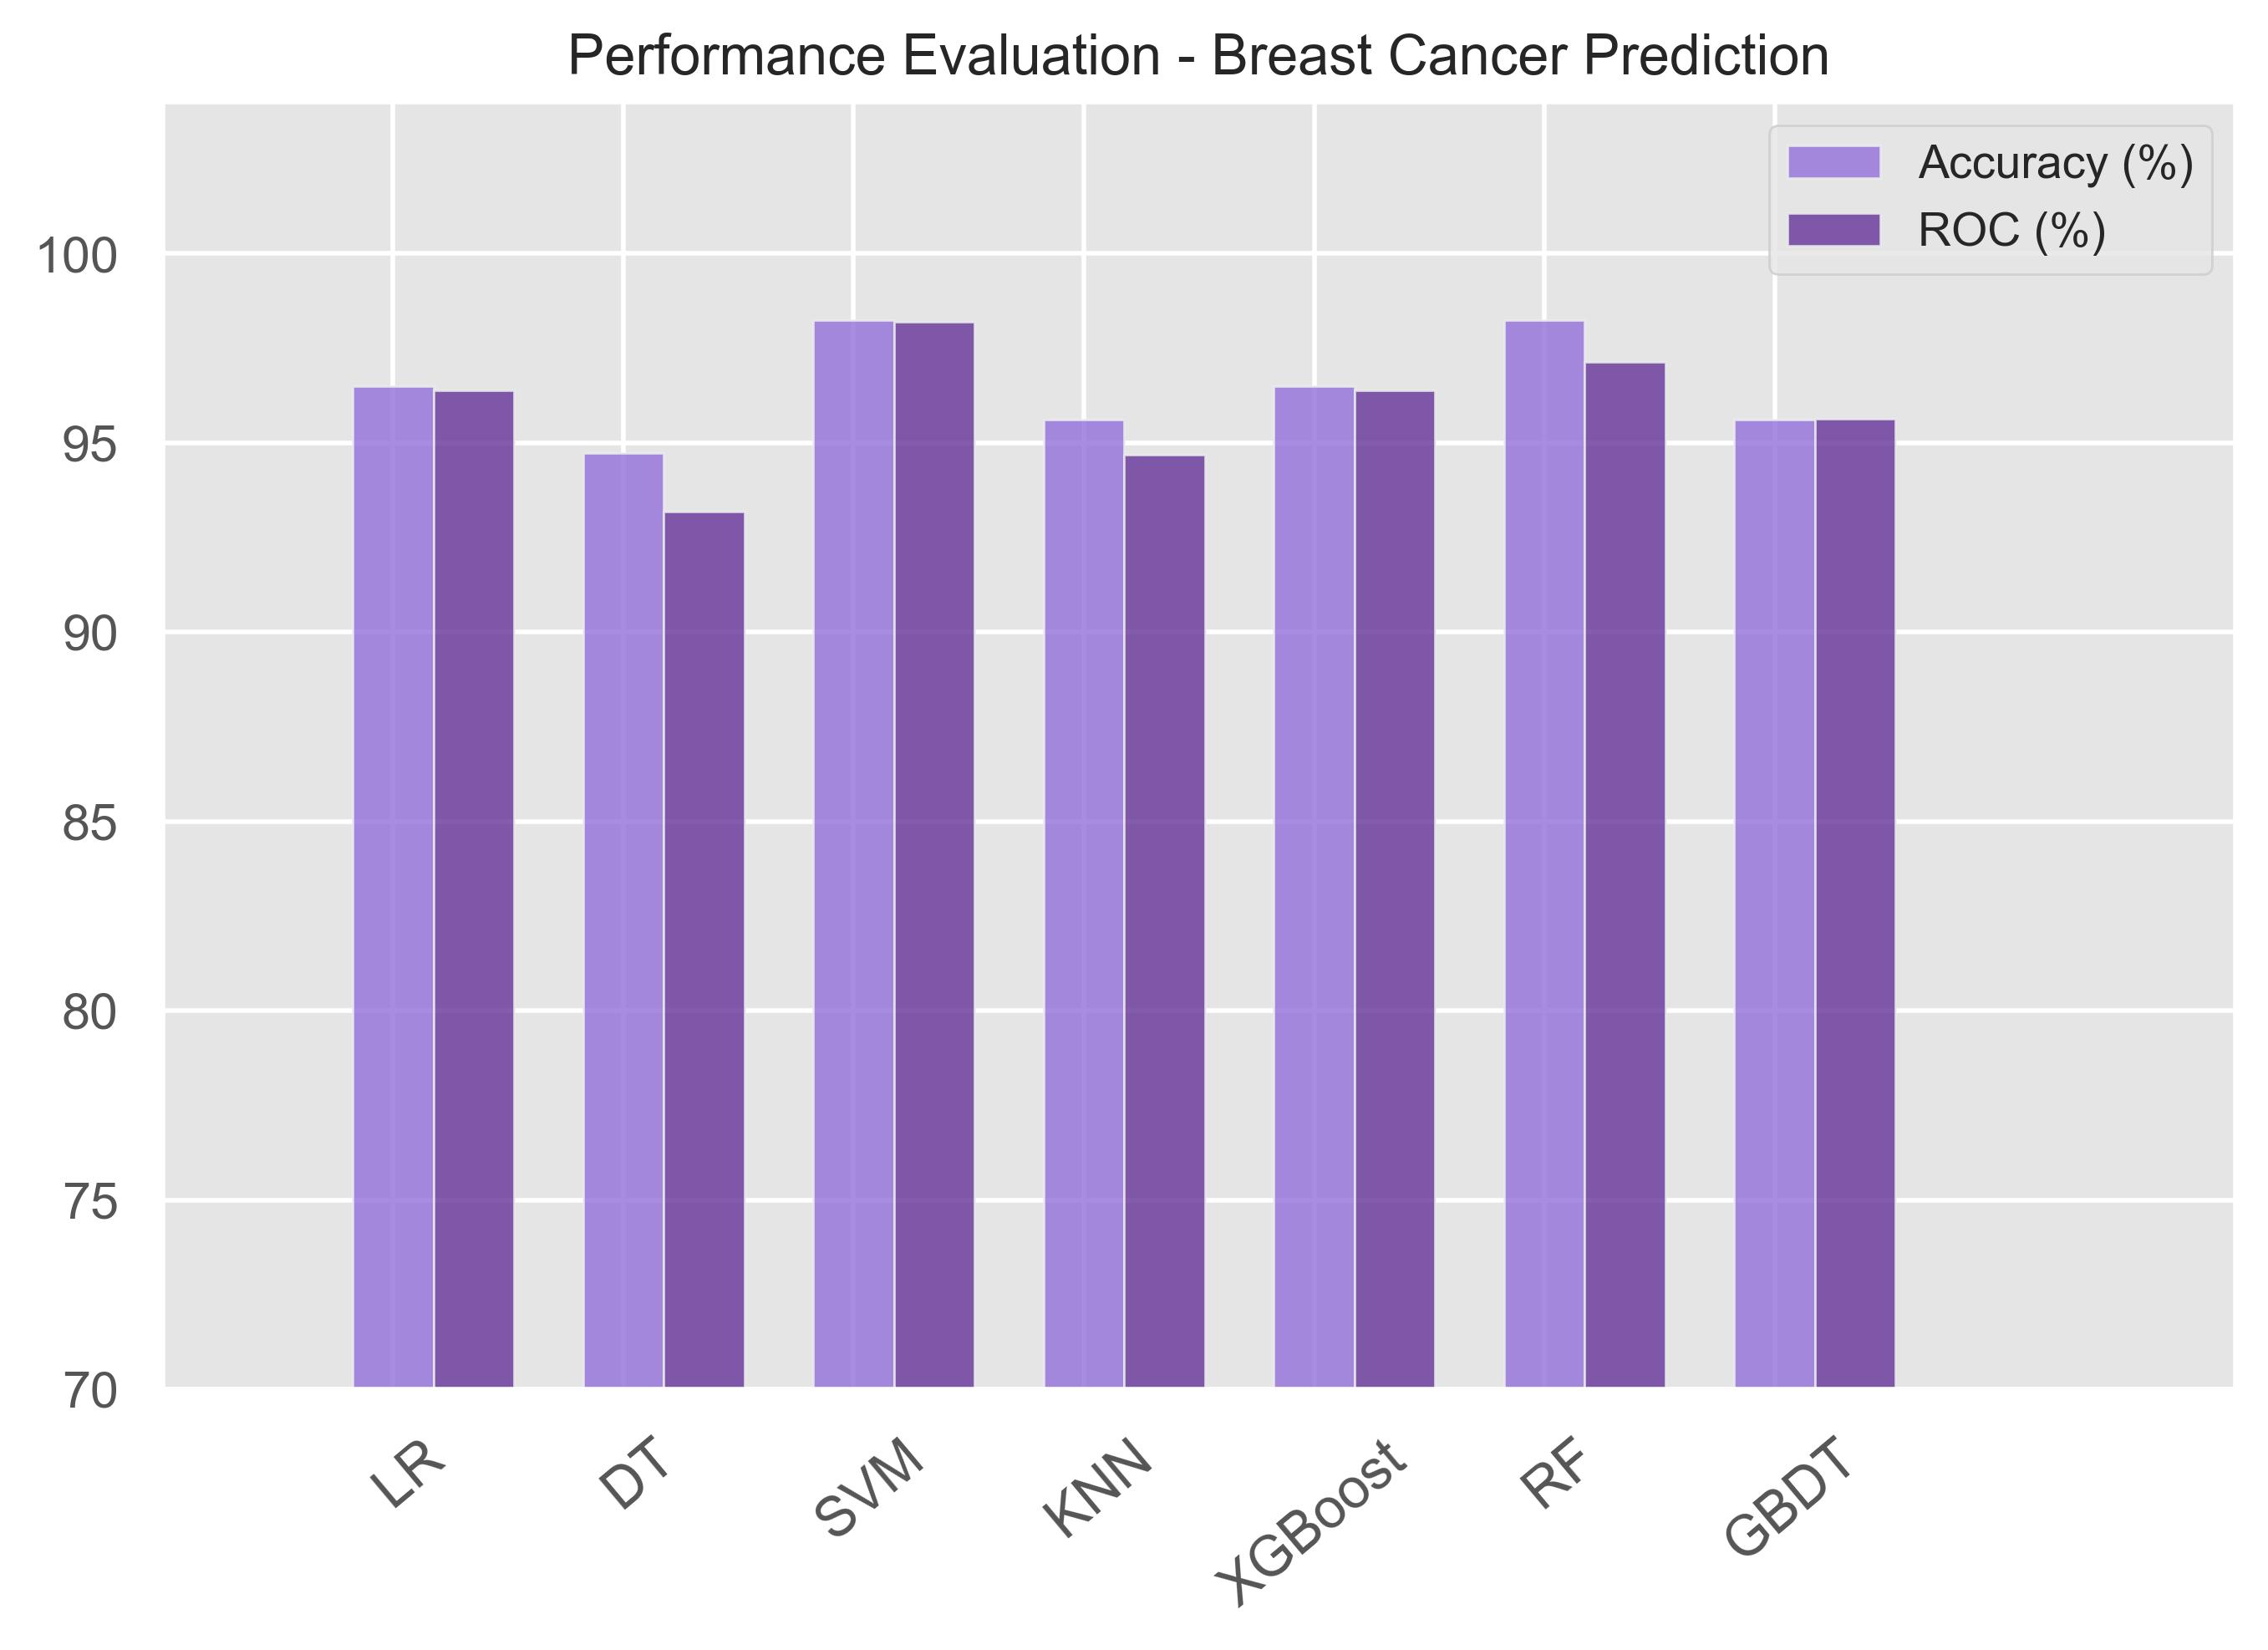 Performance Evaluation - Breast Cancer Prediction
Accuracy (%)
ROC (%)
100
95
90
85
80
75
70
LR
DT
SVM
KNN
XGBoost
RF
GBDT